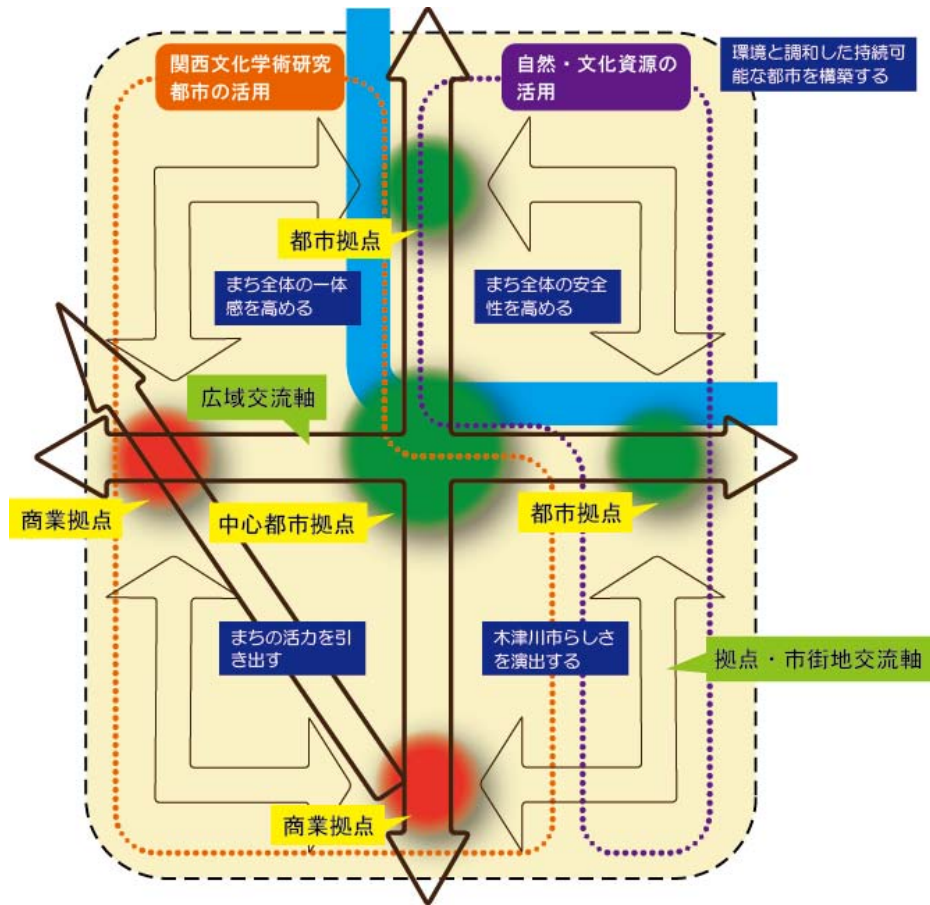 関西文化学術研究
都市の活用
自然・文化資源の
活用
環境と調和した持続可
能な都市を構築する
都市拠点
まち全体の一体
感を高める
まち全体の安全
性を高める
広域交流軸
商業拠点
中心都市拠点
都市拠点
まちの活力を引
き出す
木津川市らしさ
を演出する
拠点・市街地交流軸
商業拠点